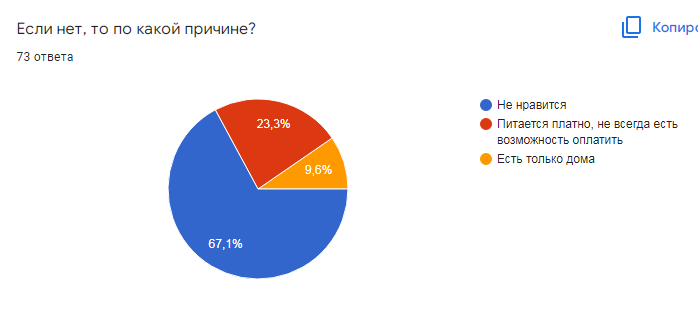 Если нет, то по какой причине?
73 ответа
23,3%
9,6%
67,1%
Не нравится
Питается платно, не всегда есть
возможность оплатить
Есть только дома